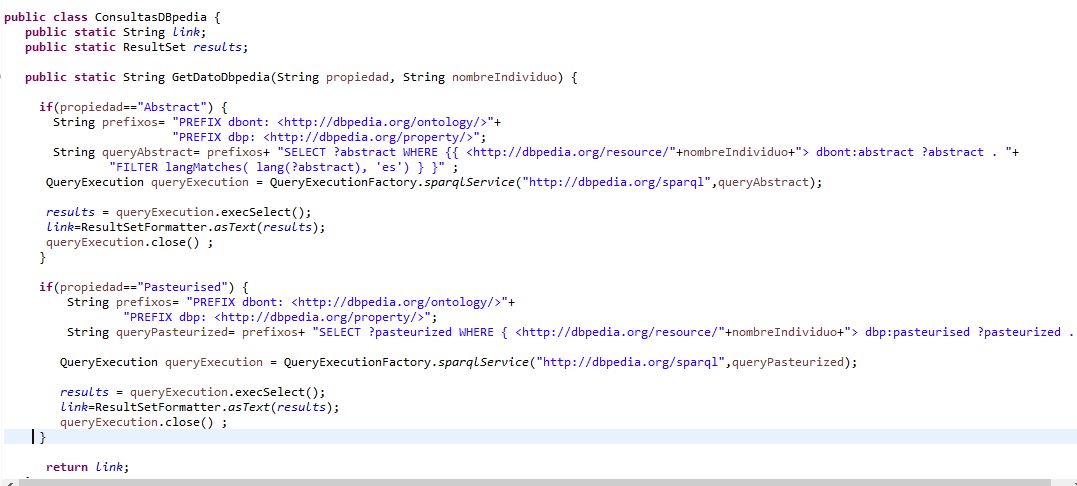 public class ConsultasDBpedia {
public static String link;
public static ResultSet results;
public static String GetDatoDbpedia(String propiedad, String nombreIndividuo) {
if(propiedad=="Abstract") {
String prefixos= "PREFIX dbont: <http://dbpedia.org/ontology/>"+
"PREFIX dbp: <http://dbpedia.org/property/>";
String queryAbstract= prefixos+ "SELECT ?abstract WHERE {{ <http://dbpedia.org/resource/"+nombreIndividuo+"> dbont:abstract ?abstract . "+
"FILTER langMatches( lang(?abstract), 'es') } }" ;
QueryExecution queryExecution = QueryExecutionFactory.sparqlService("http://dbpedia.org/sparql",queryAbstract);
results = queryExecution.execSelect();
link=ResultSetFormatter.asText(results);
queryExecution.close() ;
}
if(propiedad=="Pasteurised") {
String prefixos= "PREFIX dbont: <http://dbpedia.org/ontology/>"+
"PREFIX dbp: <http://dbpedia.org/property/>";
String queryPasteurized= prefixos+ "SELECT ?pasteurized WHERE { <http://dbpedia.org/resource/"+nombreIndividuo+"> dbp:pasteurised ?pasteurized .
QueryExecution queryExecution = QueryExecutionFactory.sparqlService("http://dbpedia.org/sparql",queryPasteurized);
results = queryExecution.execSelect();
link=ResultSetFormatter.asText(results);
queryExecution.close() ;
}
return link;